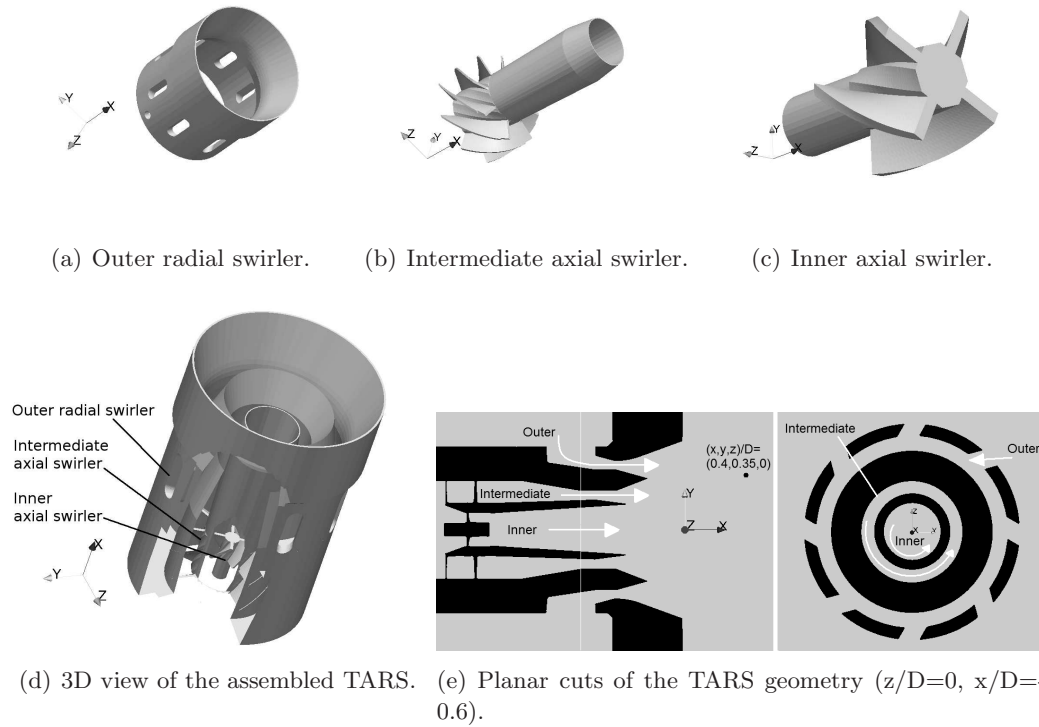 Y
X
Z
Z
Y
X
Y
Z
X
(a) Outer radial swirler.
(b) Intermediate axial swirler.
(c) Inner axial swirler.
Outer radial swirler
Intermediate
axial swirler
Inner
axial swirler
X
Y
Z
Outer
(x,y,z)/D=
(0.4,0.35,0)
Intermediate
Y
Inner
Z
X
Intermediate
Outer
Z
X
Y
Inner
(d) 3D view of the assembled TARS.
(e) Planar cuts of the TARS geometry (z/D=0, x/D=-
0.6).